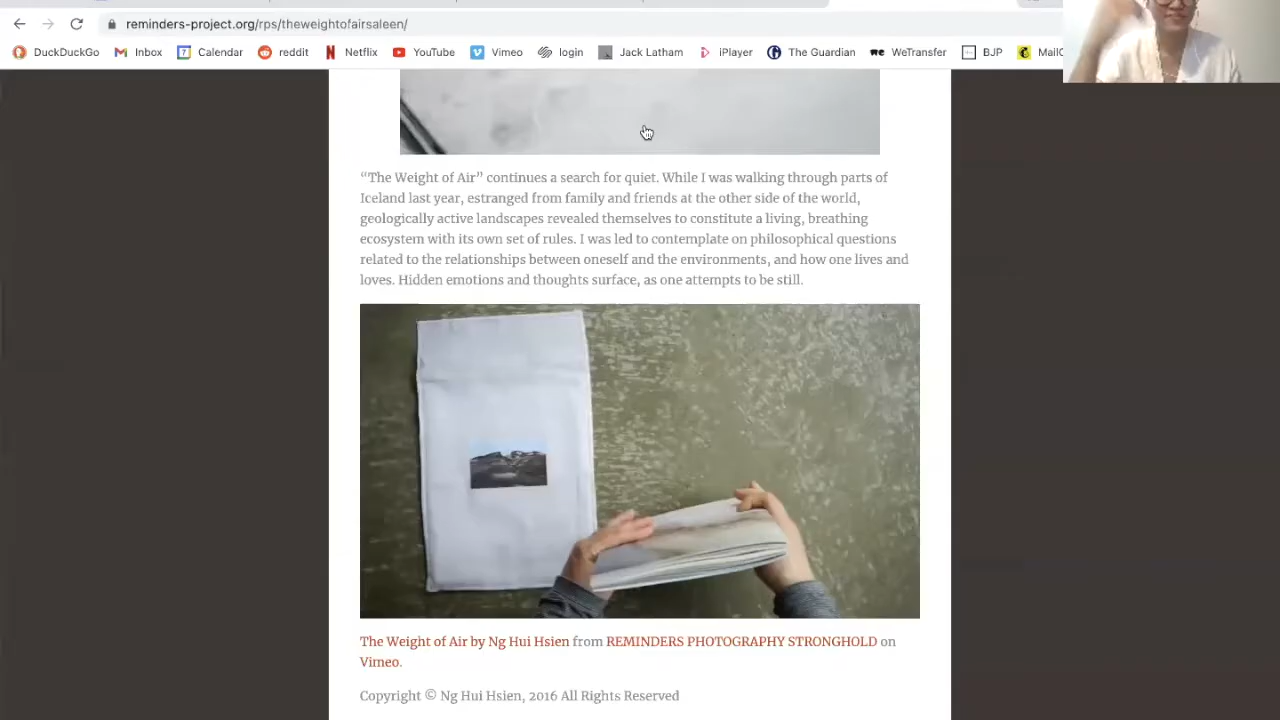 reminders-project.org/rps/theweightofairsaleen/
DuckDuckGo Inbox 7 Calendar reddit Netflix YouTube Vimeo login Jack Latham iPlayer The Guardian WeTransfer BJP
“The Weight of Air” continues a search for quiet. While I was walking through parts of
Iceland last year, estranged from family and friends at the other side of the world,
geologically active landscapes revealed themselves to constitute a living, breathing
ecosystem with its own set of rules. I was led to contemplate on philosophical questions
related to the relationships between oneself and the environments, and how one lives and
loves. Hidden emotions and thoughts surface, as one attempts to be still.
The Weight of Air by Ng Hui Hsien from REMINDERS PHOTOGRAPHY STRONGHOLD on
Vimeo.
Copyright © Ng Hui Hsien, 2016 All Rights Reserved